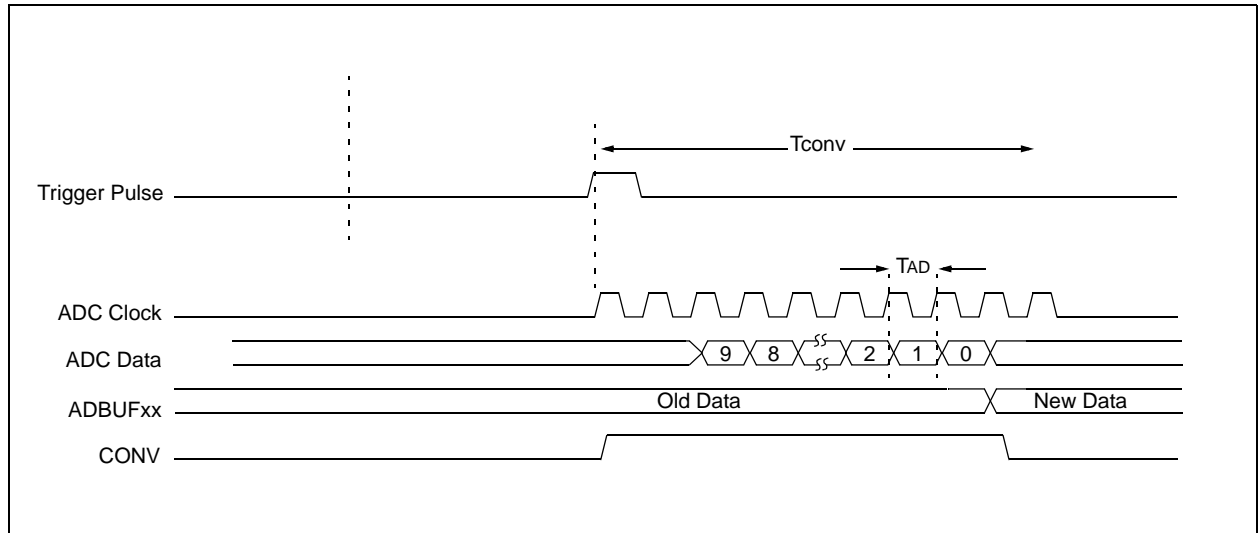 Tconv
Trigger Pulse
TAD
ADC Clock
ADC Data 9 8 2 1 0
ADBUFxx Old Data New Data
CONV